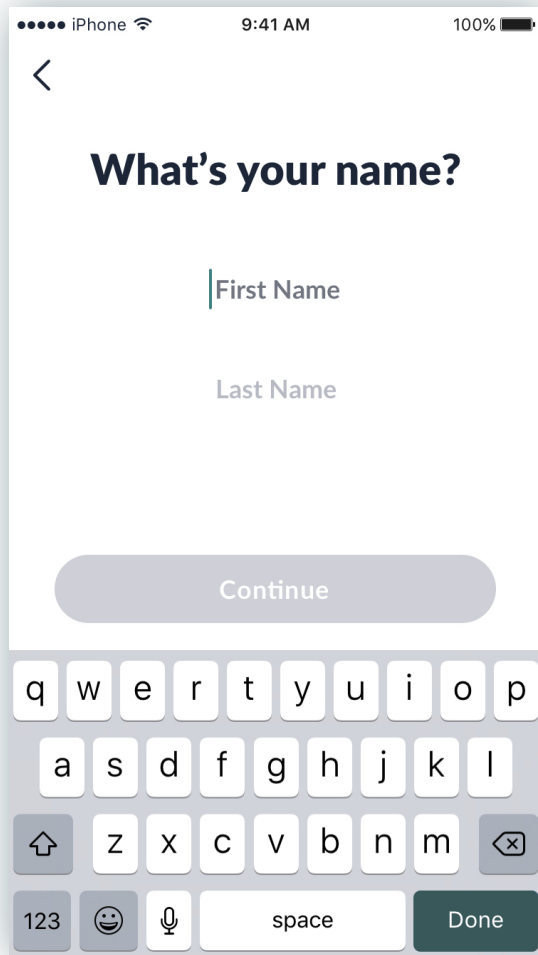 iPhone 9:41 AM 100%
What’s your name?
First Name
Last Name
Continue
q w e r t y u i o p
a s d f g h j k l
z x c v b n m
123 space Done